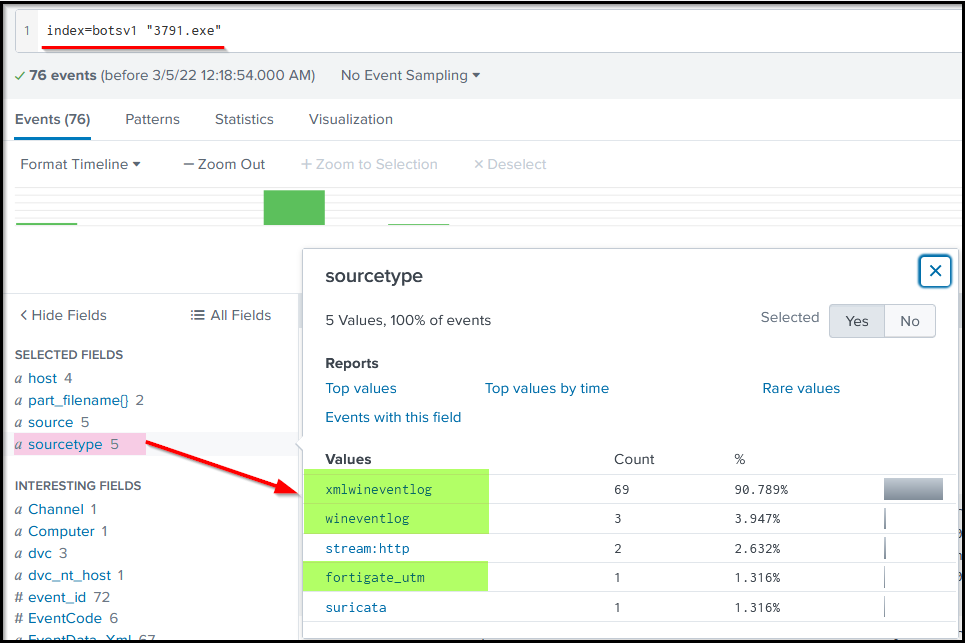 1 index=botsv1 "3791.exe"
✓ 76 events (before 3/5/22 12:18:54.000 AM) No Event Sampling ▾
Events (76) Patterns Statistics Visualization
Format Timeline ▾ — Zoom Out + Zoom to Selection × Deselect
sourcetype ×
5 Values, 100% of events Selected Yes No
Reports
Top values Top values by time Rare values
Events with this field
Values Count %
xmlwineventlog 69 90.789%
wineventlog 3 3.947%
stream:http 2 2.632%
fortigate_utm 1 1.316%
suricata 1 1.316%
< Hide Fields All Fields
SELECTED FIELDS
a host 4
a part_filename{} 2
a source 5
a sourcetype 5
INTERESTING FIELDS
a Channel 1
a Computer 1
a dvc 3
a dvc_nt_host 1
# event_id 72
# EventCode 6
a EventData_Xml 67